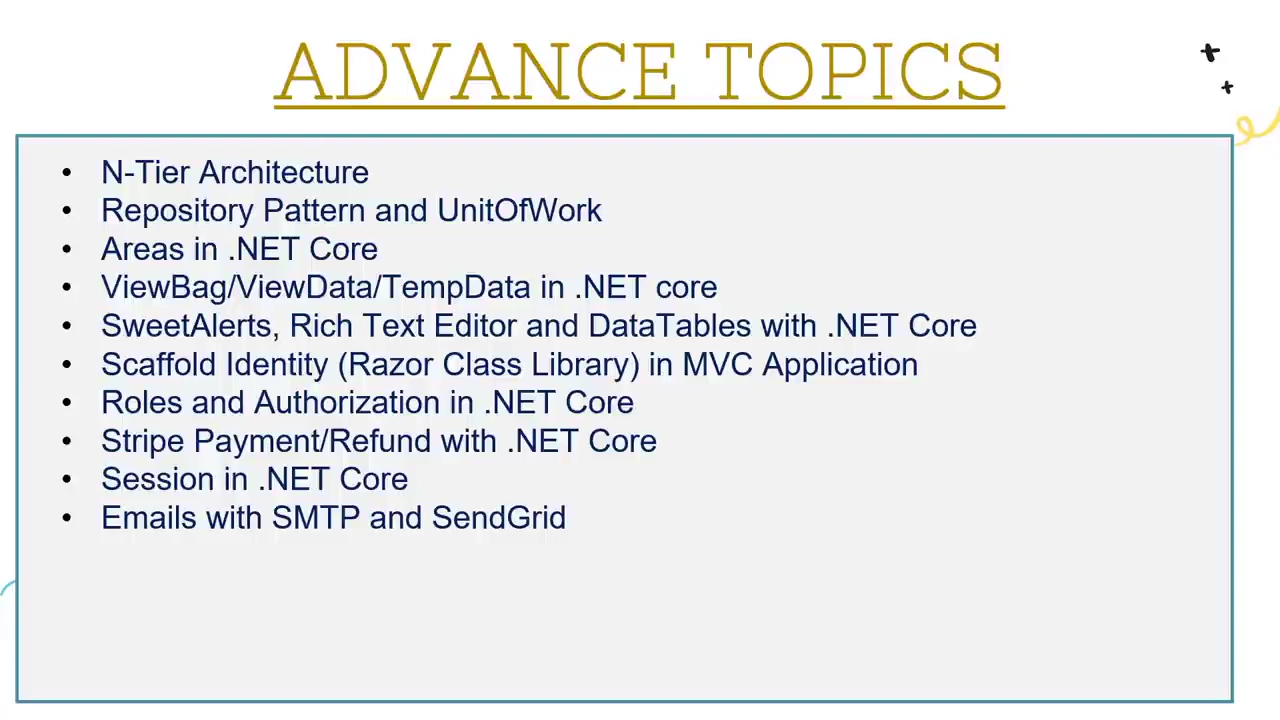 ADVANCE TOPICS
• N-Tier Architecture
• Repository Pattern and UnitOfWork
• Areas in .NET Core
• ViewBag/ViewData/TempData in .NET core
• SweetAlerts, Rich Text Editor and DataTables with .NET Core
• Scaffold Identity (Razor Class Library) in MVC Application
• Roles and Authorization in .NET Core
• Stripe Payment/Refund with .NET Core
• Session in .NET Core
• Emails with SMTP and SendGrid